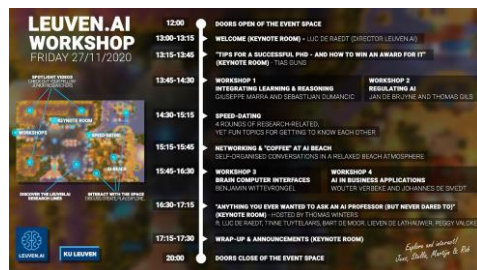 LEUVEN.AI
WORKSHOP
FRIDAY 27/11/2020
SPOTLIGHT VIDEOS
KEYNOTE ROOM
WORKSHOPS
SPEED-DATING
AI-BEACH
DISCOVER THE LEUVEN.AI
RESEARCH LINES
INTERACT WITH THE SPACE
LEUVEN.AI
KU LEUVEN
12:00 DOORS OPEN OF THE EVENT SPACE
13:00-13:15 WELCOME (KEYNOTE ROOM) - LUC DE RAEDT (DIRECTOR LEUVEN.AI)
13:15-13:45 "TIPS FOR A SUCCESSFUL PHD - AND HOW TO WIN AN AWARD FOR IT"
(KEYNOTE ROOM) - TIAS GUNS
13:45-14:30 WORKSHOP 1
INTEGRATING LEARNING & REASONING
GIUSEPPE MARRA AND SEBASTIJAN DUMANCIC
WORKSHOP 2
REGULATING AI
JAN DE BRUYNE AND THOMAS GILS
14:30-15:15 SPEED-DATING
4 ROUNDS OF RESEARCH-RELATED,
YET FUN TOPICS FOR GETTING TO KNOW EACH OTHER
15:15-15:45 NETWORKING & "COFFEE" AT AI BEACH
SELF-ORGANISED CONVERSATIONS IN A RELAXED BEACH ATMOSPHERE
15:45-16:30 WORKSHOP 3
BRAIN COMPUTER INTERFACES
BENJAMIN WITTEVRONGEL
WORKSHOP 4
AI IN BUSINESS APPLICATIONS
WOUTER VERBEKE AND JOHANNES DE SMEDT
16:30-17:15 "ANYTHING YOU EVER WANTED TO ASK AN AI PROFESSOR (BUT NEVER DARED TO)"
(KEYNOTE ROOM) - HOSTED BY THOMAS WINTERS
ft. LUC DE RAEDT, TINNE TUYTELAARS, BART DE MOOR, LIEVEN DE LATHAUWER, PEGGY VALCKE
17:15-17:30 WRAP-UP & ANNOUNCEMENTS (KEYNOTE ROOM)
20:00 DOORS CLOSE OF THE EVENT SPACE
Explore and interact!